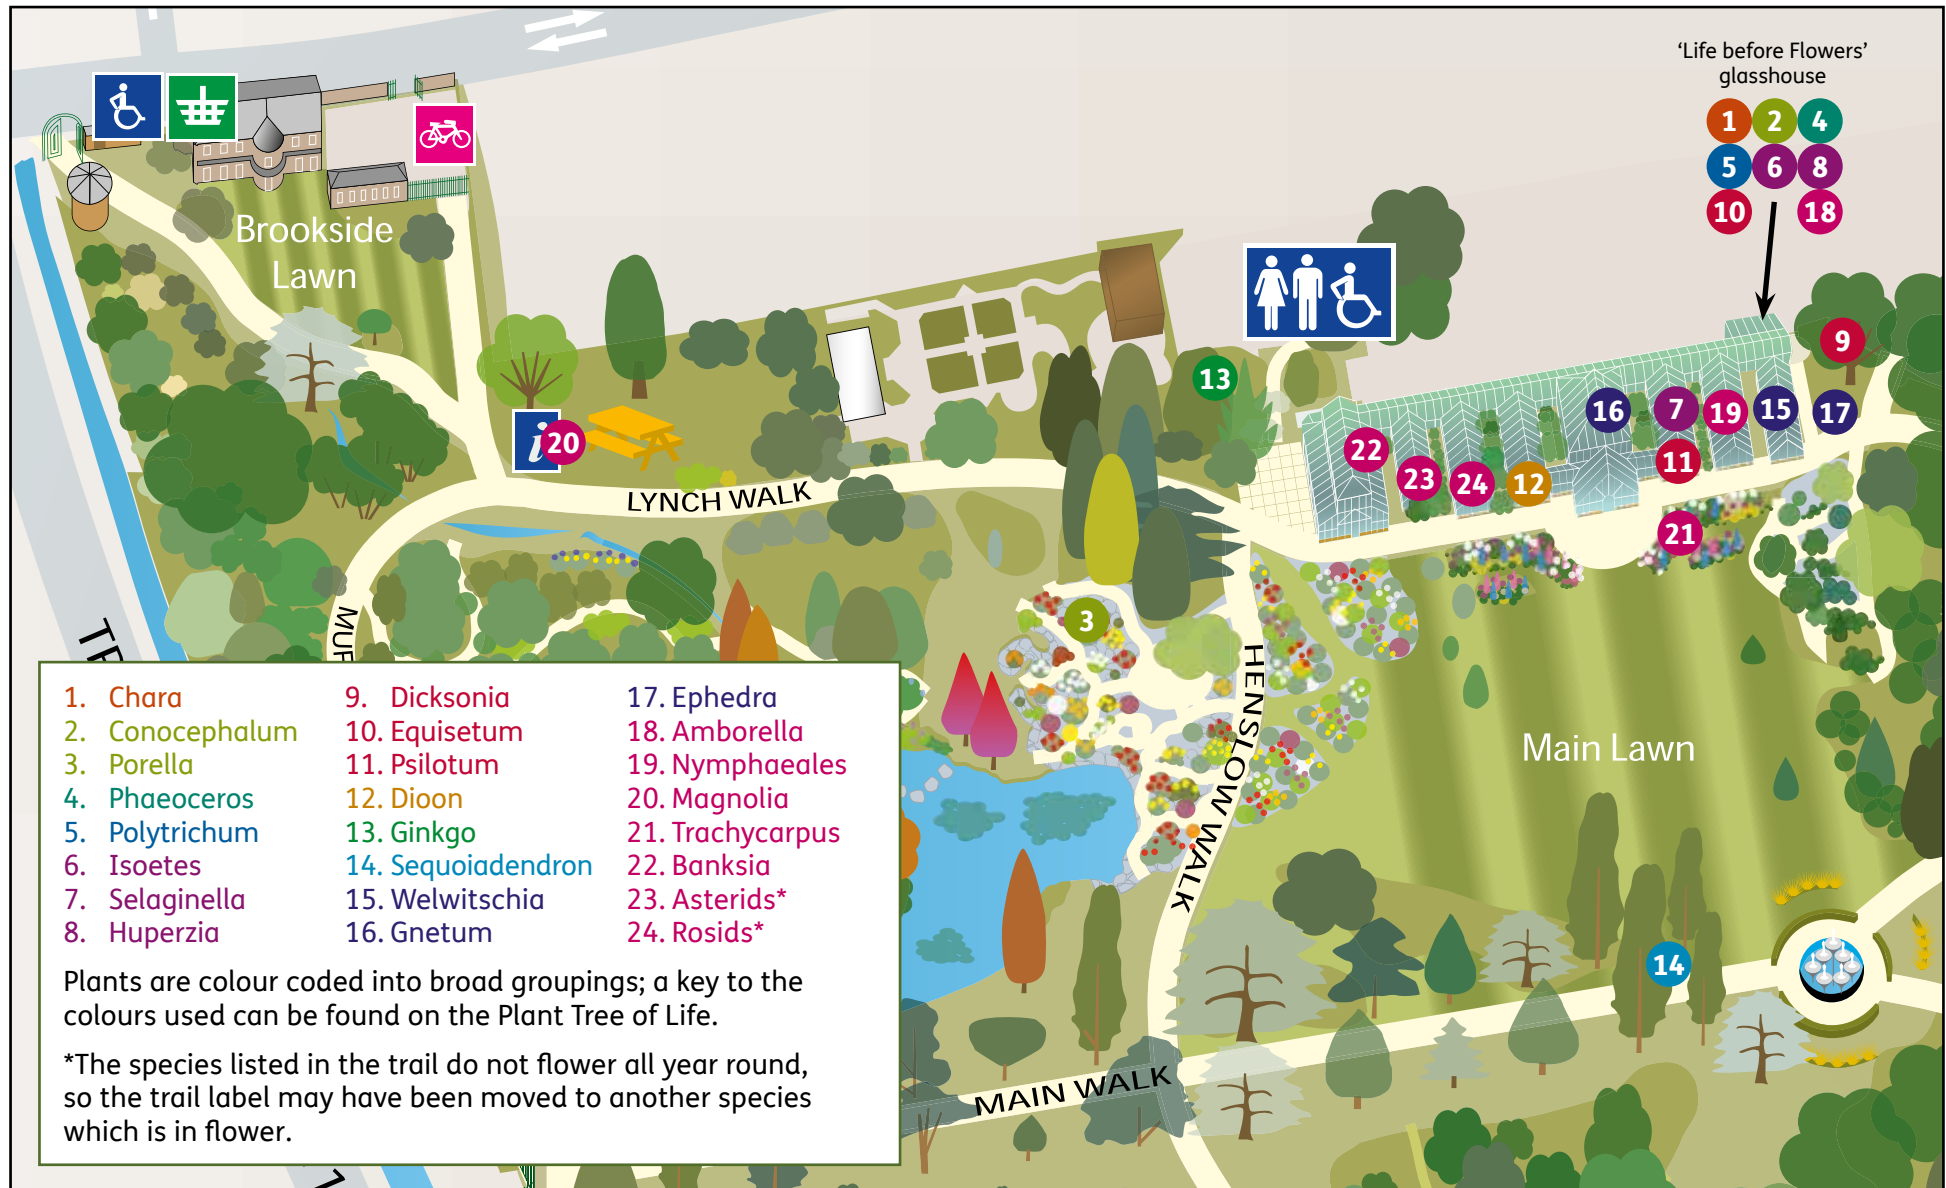 'Life before Flowers'
glasshouse
1 2 4
5 6 8
10 18
Brookside
Lawn
9
13
16 7 19 15 17
22
i 20
11
23 24 12
LYNCH WALK
21
3
HENSLOW WALK
Main Lawn
14
MAIN WALK
1. Chara
2. Conocephalum
3. Porella
4. Phaeoceros
5. Polytrichum
6. Isoetes
7. Selaginella
8. Huperzia
9. Dicksonia
10. Equisetum
11. Psilotum
12. Dioon
13. Ginkgo
14. Sequoiadendron
15. Welwitschia
16. Gnetum
17. Ephedra
18. Amborella
19. Nymphaeales
20. Magnolia
21. Trachycarpus
22. Banksia
23. Asterids*
24. Rosids*
Plants are colour coded into broad groupings; a key to the
colours used can be found on the Plant Tree of Life.
*The species listed in the trail do not flower all year round,
so the trail label may have been moved to another species
which is in flower.